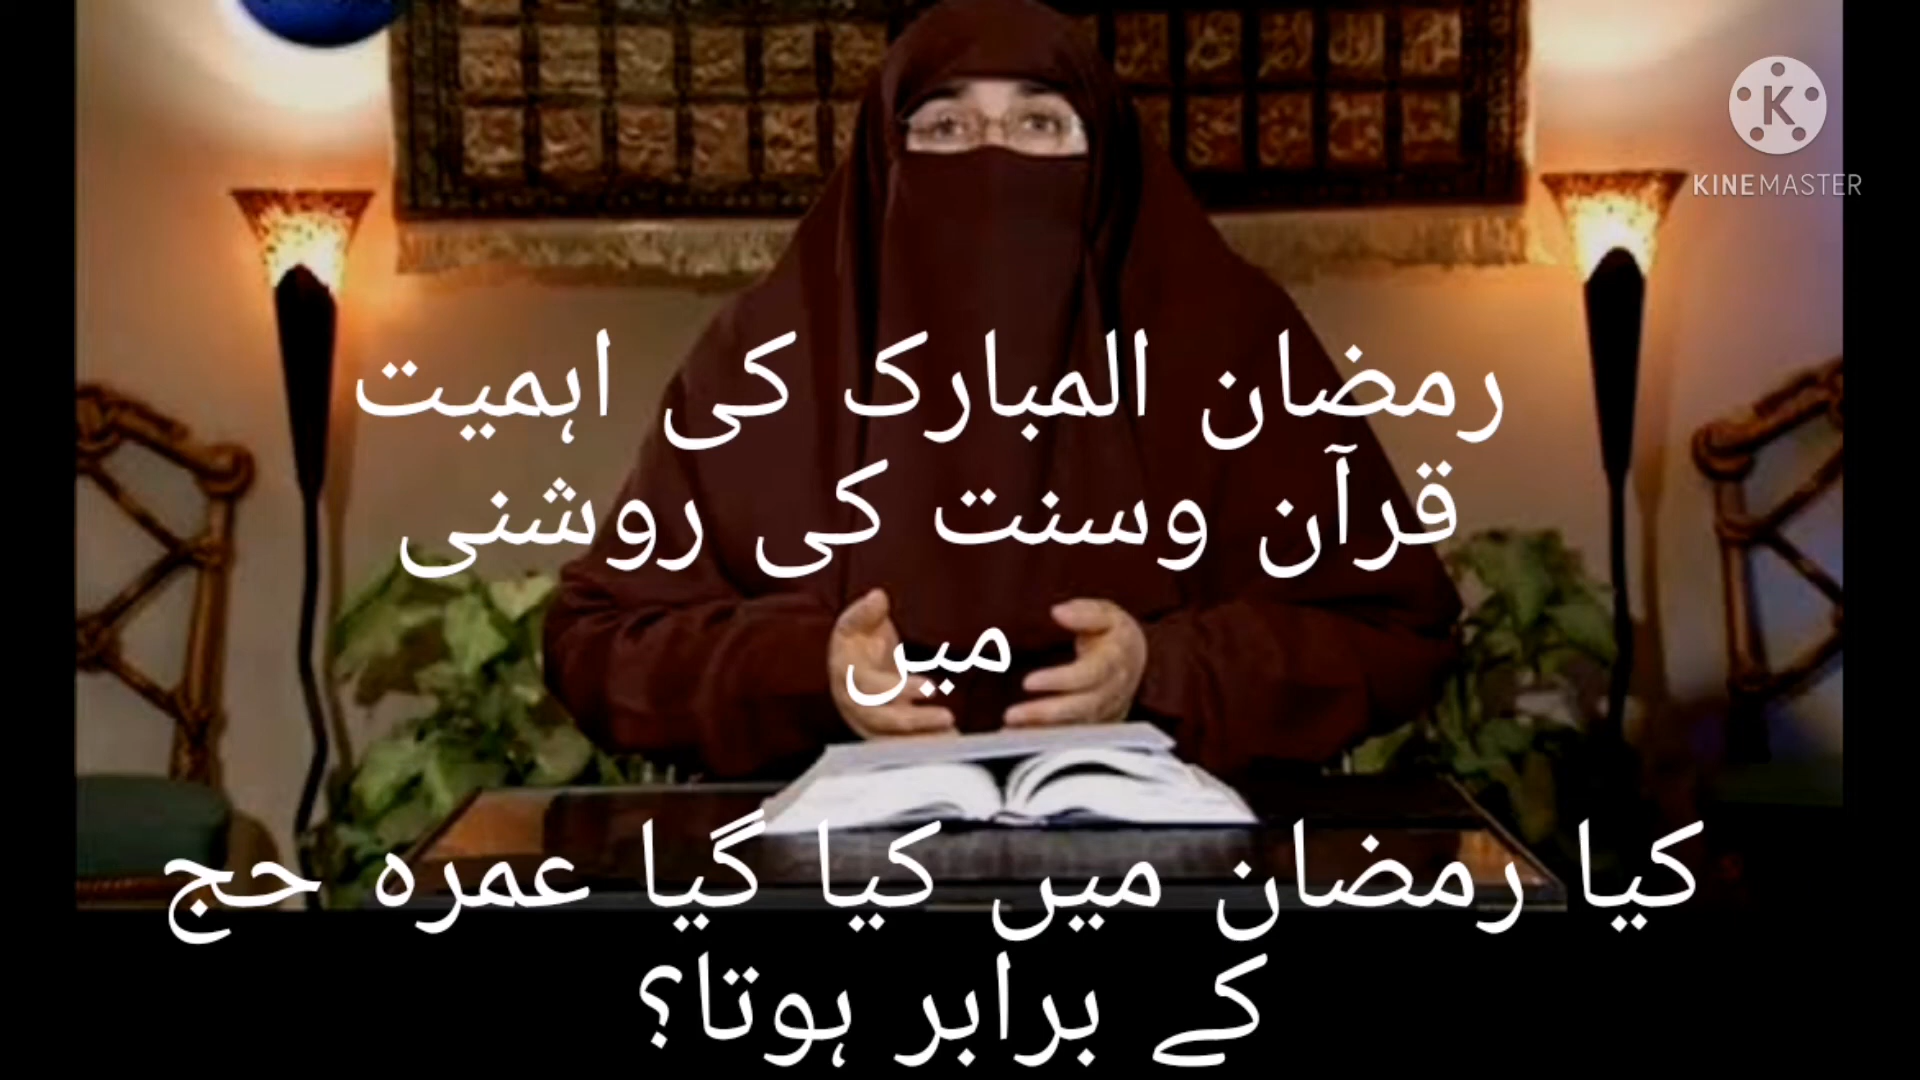 KINEMASTER
رمضان المبارک کی اہمیت
قرآن وسنت کی روشنی
میں
کیا رمضان میں کیا گیا عمرہ حج
کے برابر ہوتا؟